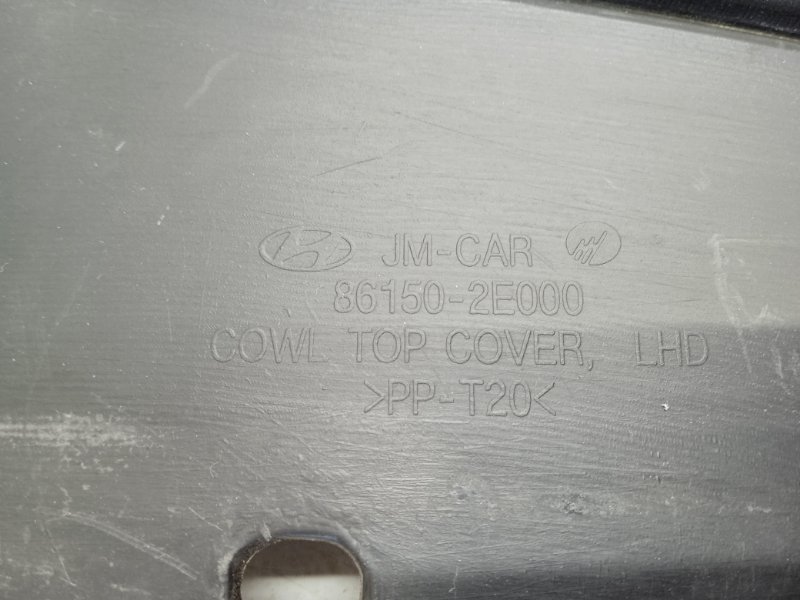 JM-CAR
86150-2E000
COWL TOP COVER, LHD
>PP-T20<